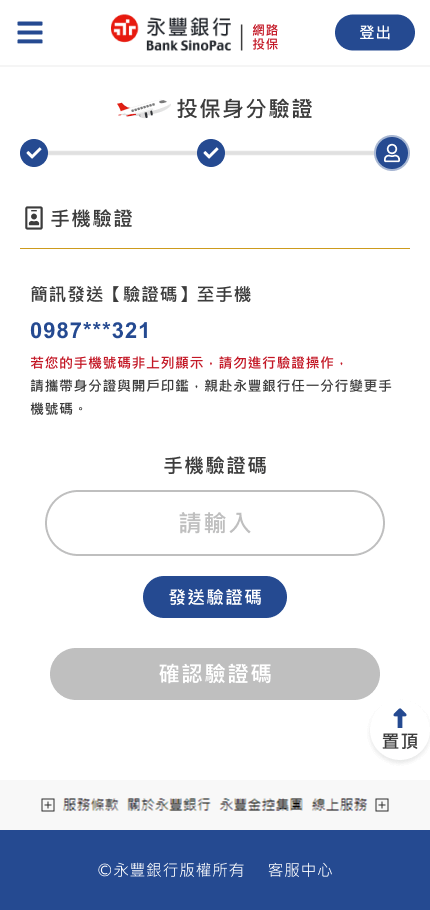 永豐銀行
Bank SinoPac
網路
投保
登出
投保身分驗證
手機驗證
簡訊發送【驗證碼】至手機
0987***321
若您的手機號碼非上列顯示，請勿進行驗證操作，
請攜帶身分證與開戶印鑑，親赴永豐銀行任一分行變更手
機號碼。
手機驗證碼
請輸入
發送驗證碼
確認驗證碼
置頂
服務條款 關於永豐銀行 永豐金控集團 線上服務
©永豐銀行版權所有 客服中心